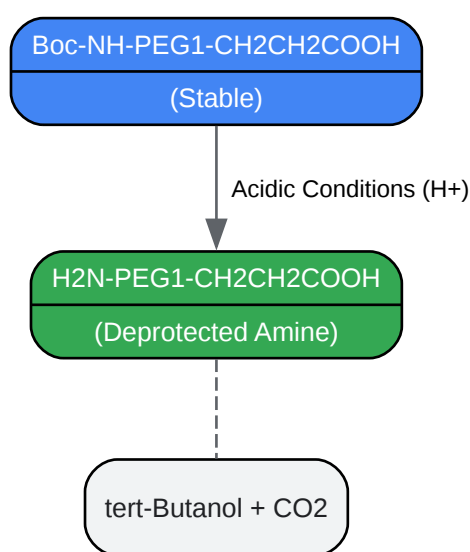 Boc-NH-PEG1-CH2CH2COOH
(Stable)
Acidic Conditions (H+)
H2N-PEG1-CH2CH2COOH
(Deprotected Amine)
tert-Butanol + CO2